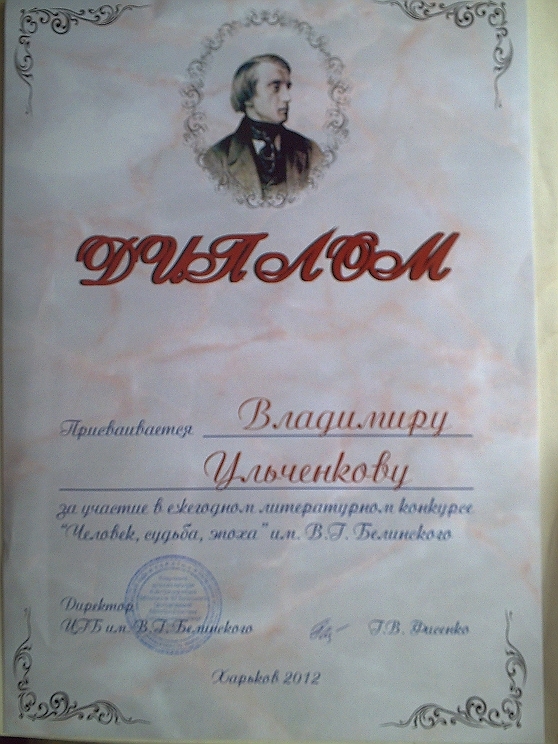 ДИПЛОМ
Присваивается Владимиру
Ульченкову
за участие в ежегодном литературном конкурсе
"Человек, судьба, эпоха" им. В.Г. Белинского
Директор
ЦГБ им. В.Г. Белинского Г.В. Фисенко
Харьков 2012